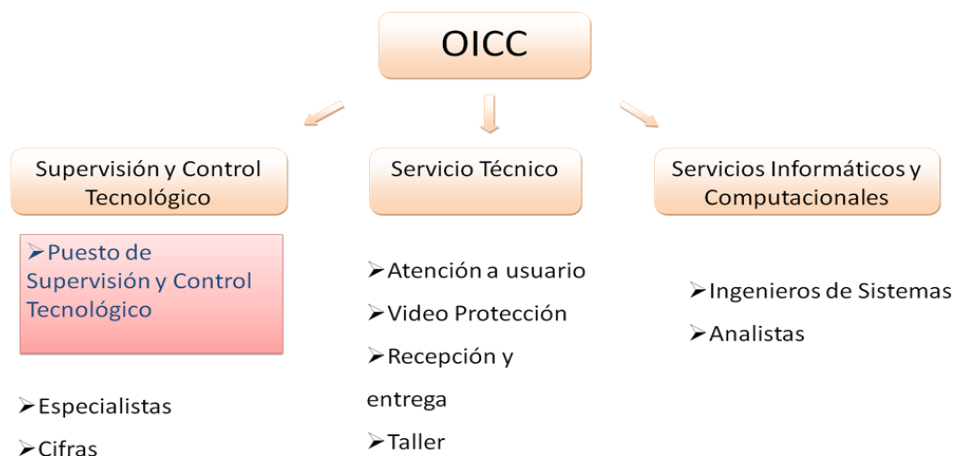 OICC
Supervisión y Control
Tecnológico
➢Puesto de
Supervisión y Control
Tecnológico
➢Especialistas
➢Cifras
Servicio Técnico
➢Atención a usuario
➢Video Protección
➢Recepción y
entrega
➢Taller
Servicios Informáticos y
Computacionales
➢Ingenieros de Sistemas
➢Analistas